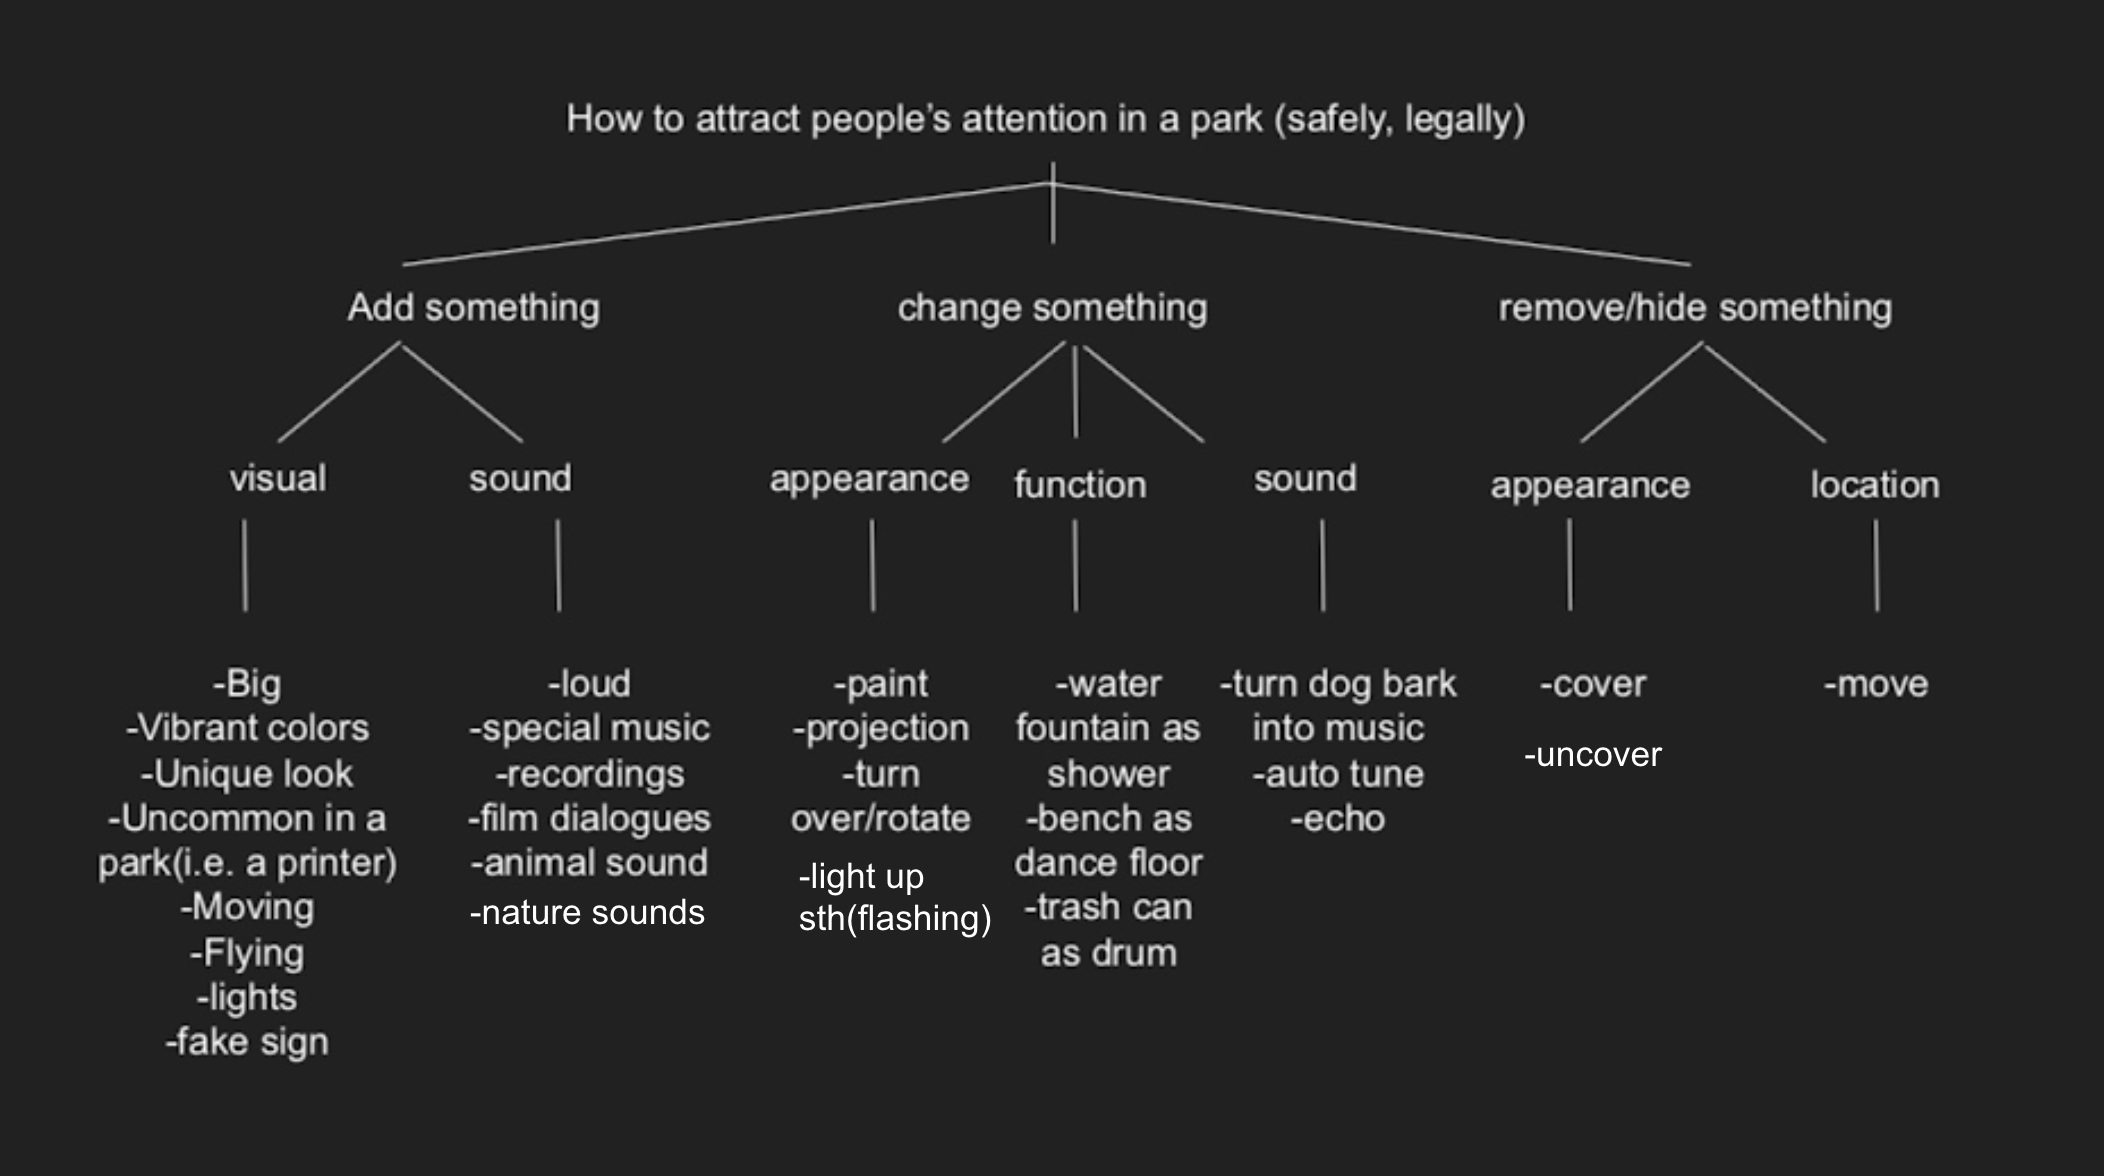 How to attract people's attention in a park (safely, legally)
Add something
change something
remove/hide something
visual
sound
appearance
function
sound
appearance
location
-Big
-Vibrant colors
-Unique look
-Uncommon in a
park(i.e. a printer)
-Moving
-Flying
-lights
-fake sign
-loud
-special music
-recordings
-film dialogues
-animal sound
-nature sounds
-paint
-projection
-turn
over/rotate
-light up
sth(flashing)
-water
fountain as
shower
-bench as
dance floor
-trash can
as drum
-turn dog bark
into music
-auto tune
-echo
-cover
-uncover
-move